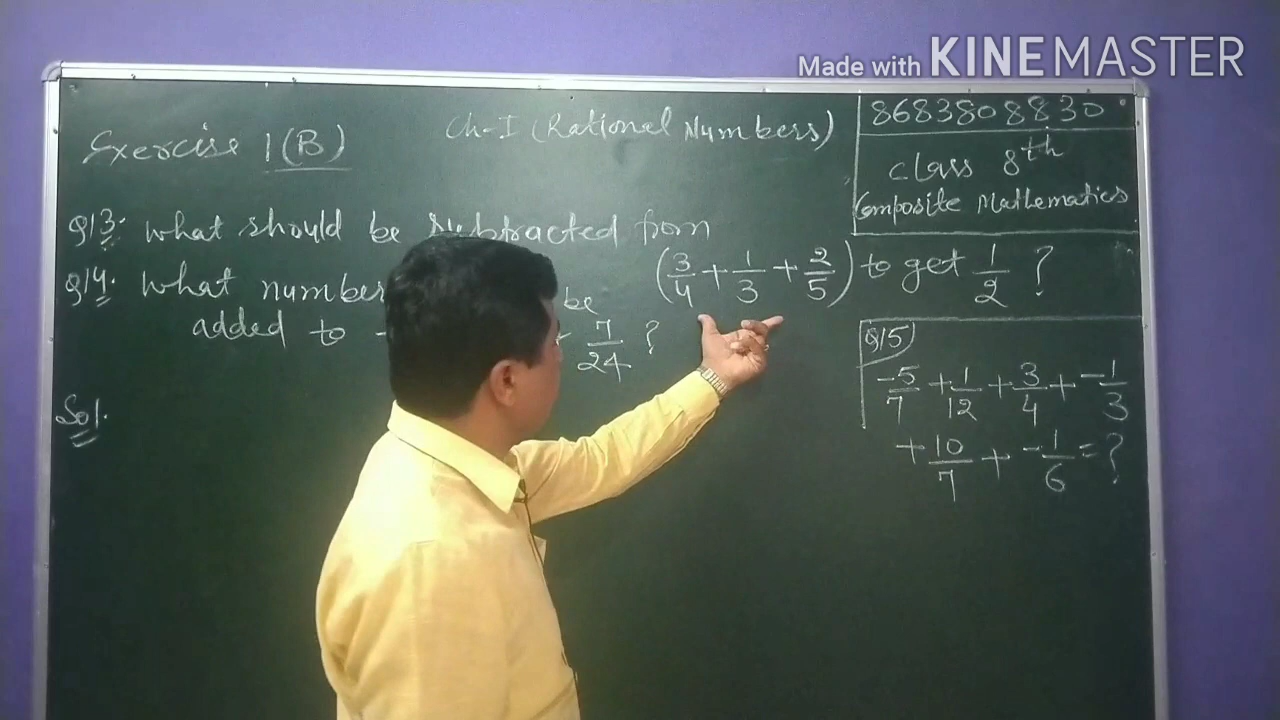 Made with KINEMASTER
8683808830
Class 8th
Composite Mathematics
Exercise 1(B)
Ch-I (Rational Numbers)
Q13. What should be subtracted from
(3/4 + 1/3 + 2/5) to get 1/2 ?
Q14. What number be
added to 7/24 ?
Sol.
Q15)
-5/7 + 1/12 + 3/4 + -1/3
+ 10/7 + -1/6 = ?